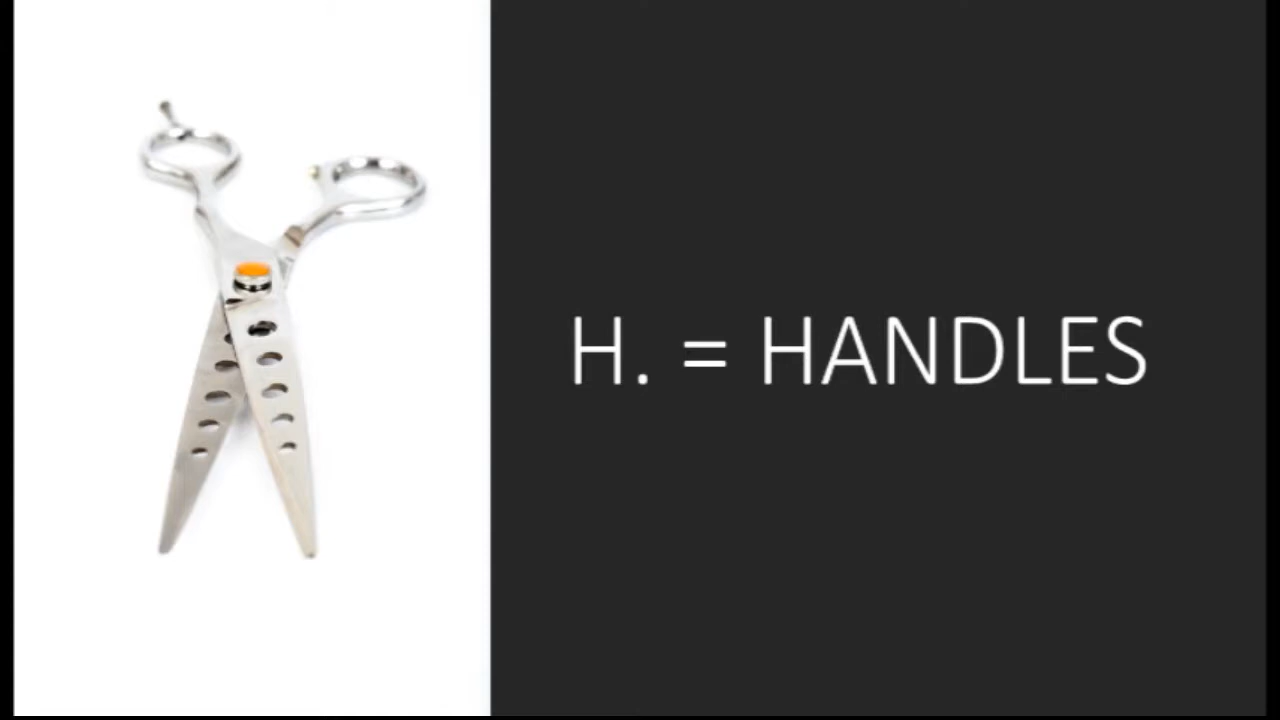 H. = HANDLES